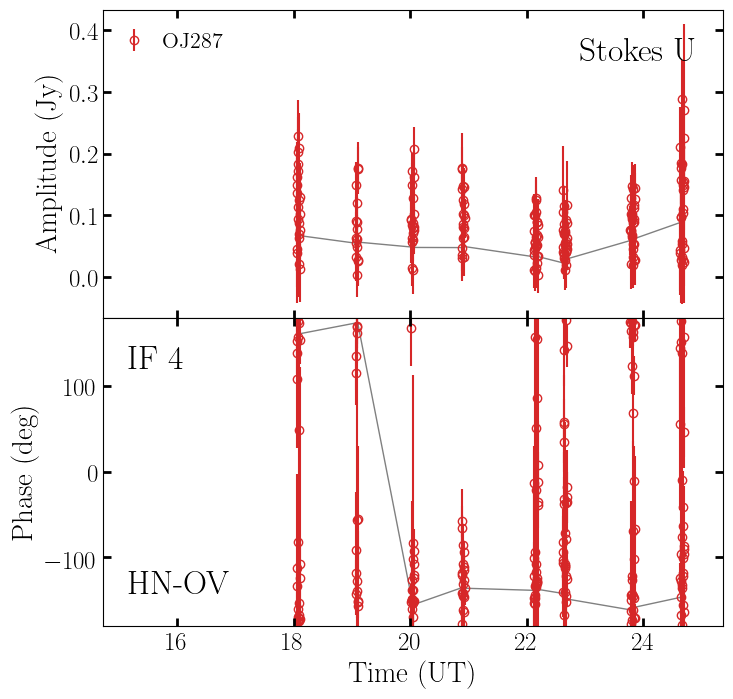 OJ287
Stokes U
Amplitude (Jy)
0.4
0.3
0.2
0.1
0.0
IF 4
HN-OV
Phase (deg)
100
0
−100
16 18 20 22 24
Time (UT)